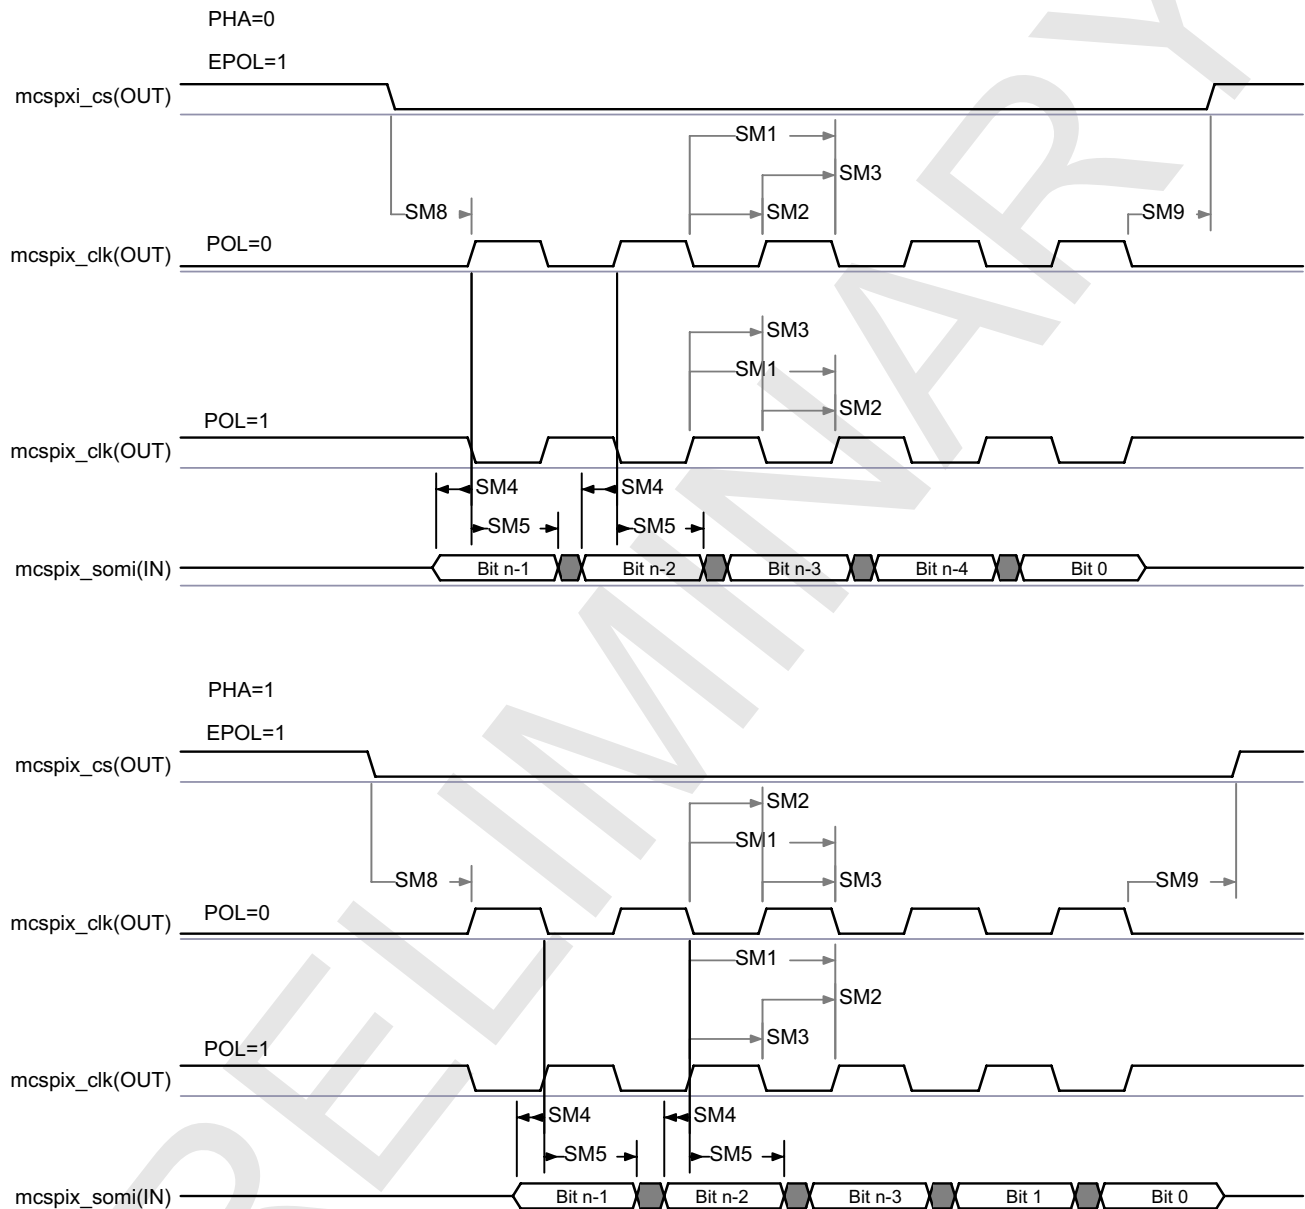 PHA=0
EPOL=1
mcspxi_cs(OUT)
SM1
SM3
SM8
SM2
SM9
POL=0
mcspix_clk(OUT)
SM3
SM1
SM2
POL=1
mcspix_clk(OUT)
SM4
SM4
SM5
SM5
mcspix_somi(IN)
Bit n-1
Bit n-2
Bit n-3
Bit n-4
Bit 0
PHA=1
EPOL=1
mcspix_cs(OUT)
SM2
SM1
SM8
SM3
SM9
POL=0
mcspix_clk(OUT)
SM1
SM2
SM3
POL=1
mcspix_clk(OUT)
SM4
SM4
SM5
SM5
mcspix_somi(IN)
Bit n-1
Bit n-2
Bit n-3
Bit 1
Bit 0
PRELIMINARY